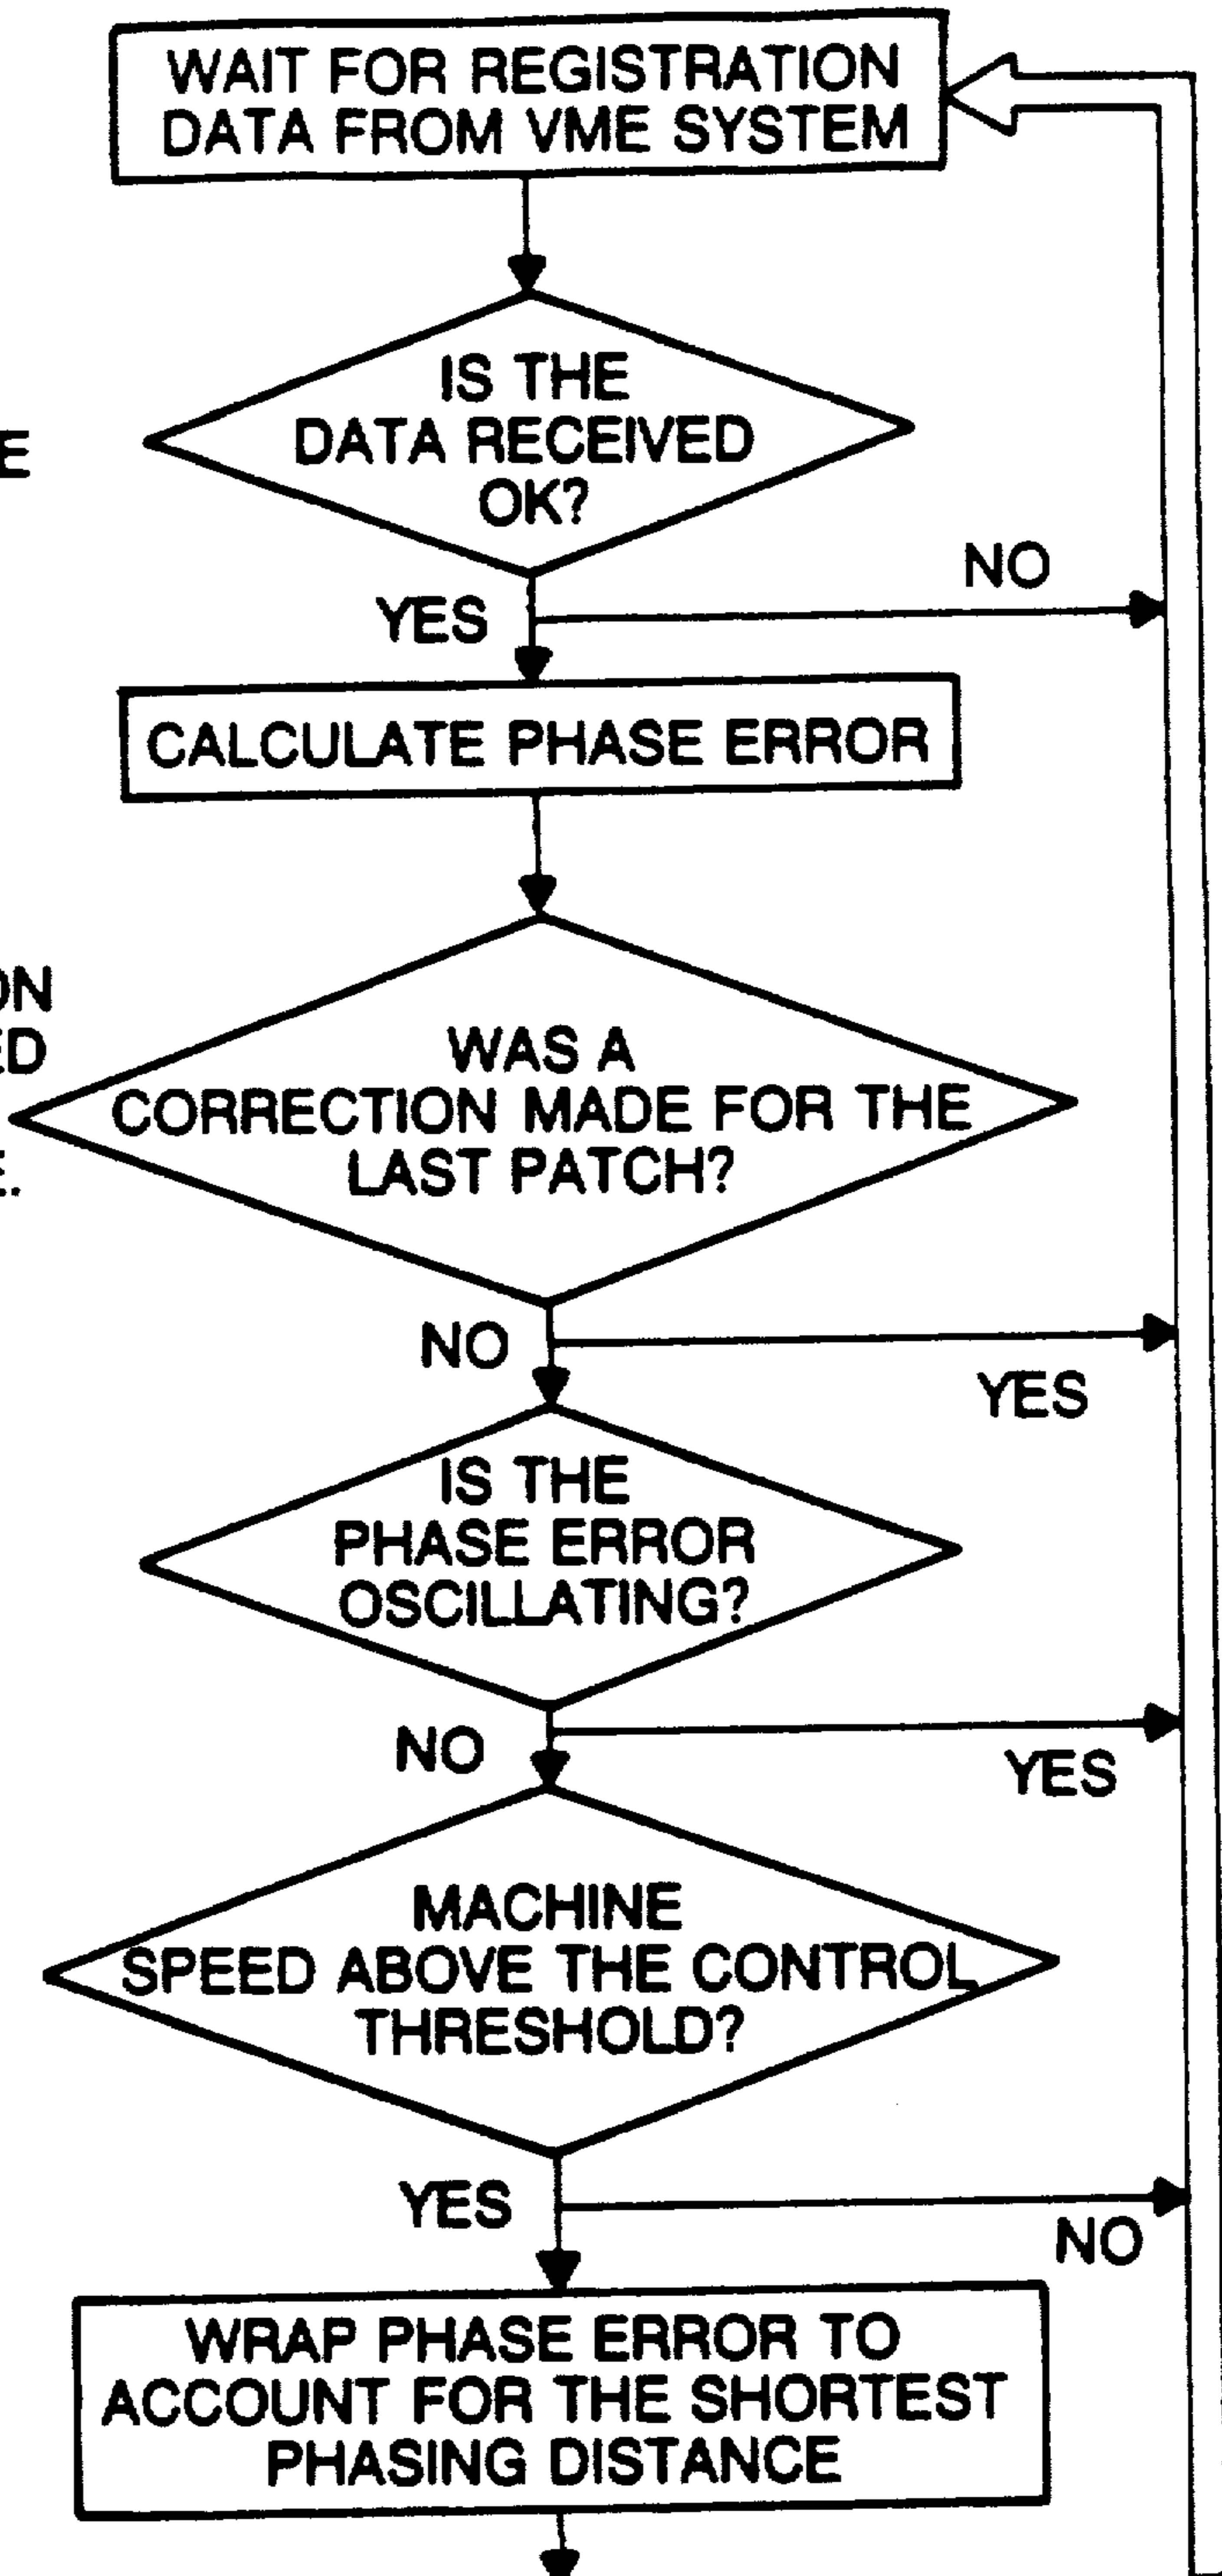 WAIT FOR REGISTRATION
DATA FROM VME SYSTEM
IS THE
DATA RECEIVED
OK?
NO
YES
CALCULATE PHASE ERROR
WAS A
CORRECTION MADE FOR THE
LAST PATCH?
NO
YES
IS THE
PHASE ERROR
OSCILLATING?
NO
YES
MACHINE
SPEED ABOVE THE CONTROL
THRESHOLD?
YES
NO
WRAP PHASE ERROR TO
ACCOUNT FOR THE SHORTEST
PHASING DISTANCE